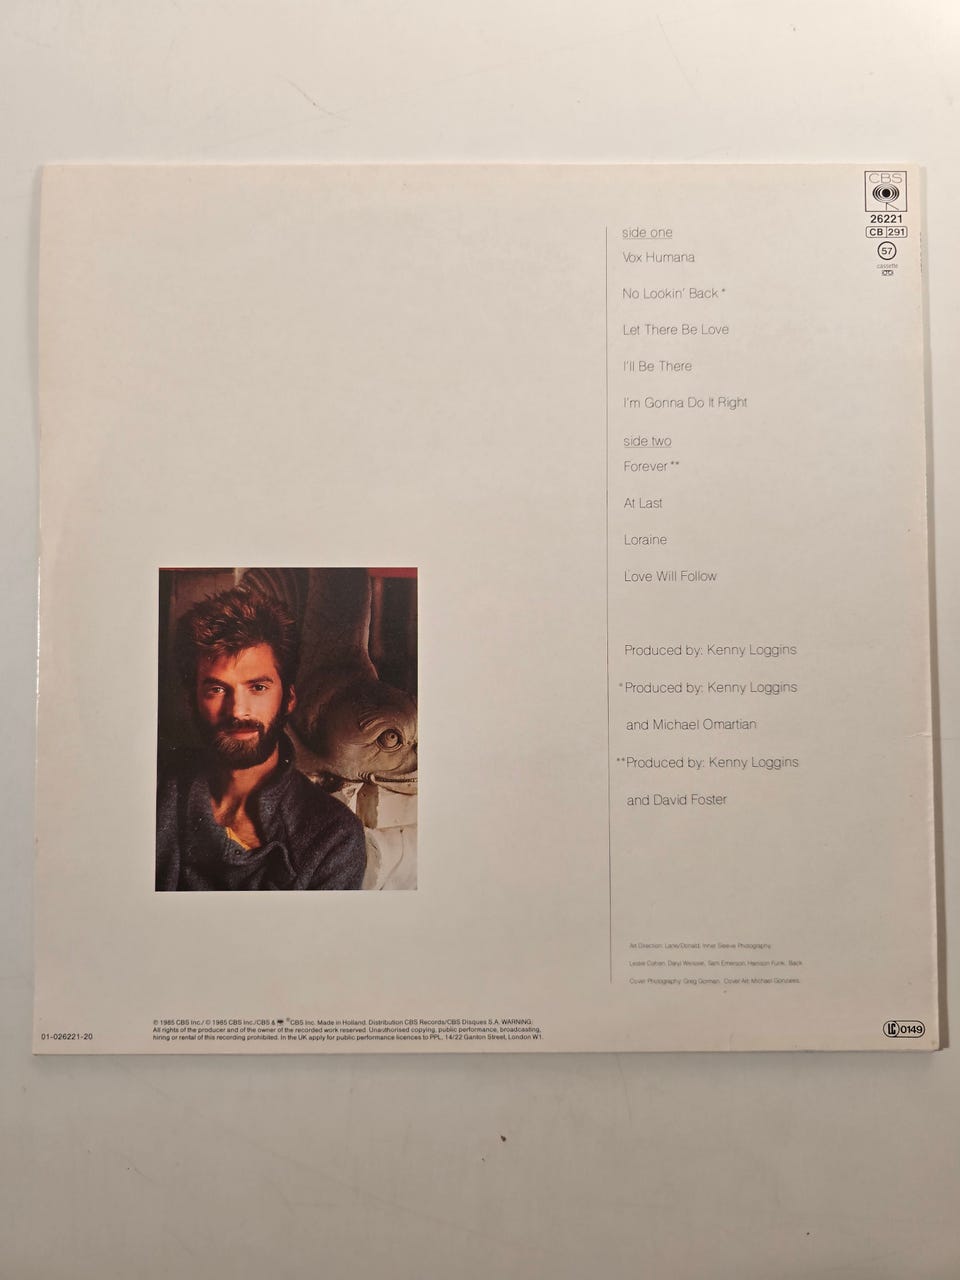 CBS
26221
CB 291
57
cassette
side one
Vox Humana
No Lookin' Back *
Let There Be Love
I'll Be There
I'm Gonna Do It Right
side two
Forever **
At Last
Loraine
Love Will Follow
Produced by: Kenny Loggins
*Produced by: Kenny Loggins
and Michael Omartian
**Produced by: Kenny Loggins
and David Foster
Art Direction: Lane/Donald. Inner Sleeve Photography:
Leslie Cohen, Daryl Weisser, Sam Emerson, Harrison Funk. Back
Cover Photography: Greg Gorman. Cover Art: Michael Gonzales.
℗ 1985 CBS Inc./ © 1985 CBS Inc./CBS & ® CBS Inc. Made in Holland. Distribution CBS Records/CBS Disques S.A. WARNING:
All rights of the producer and of the owner of the recorded work reserved. Unauthorised copying, public performance, broadcasting,
hiring or rental of this recording prohibited. In the UK apply for public performance licences to PPL, 14/22 Ganton Street, London W1.
01-026221-20
LC 0149